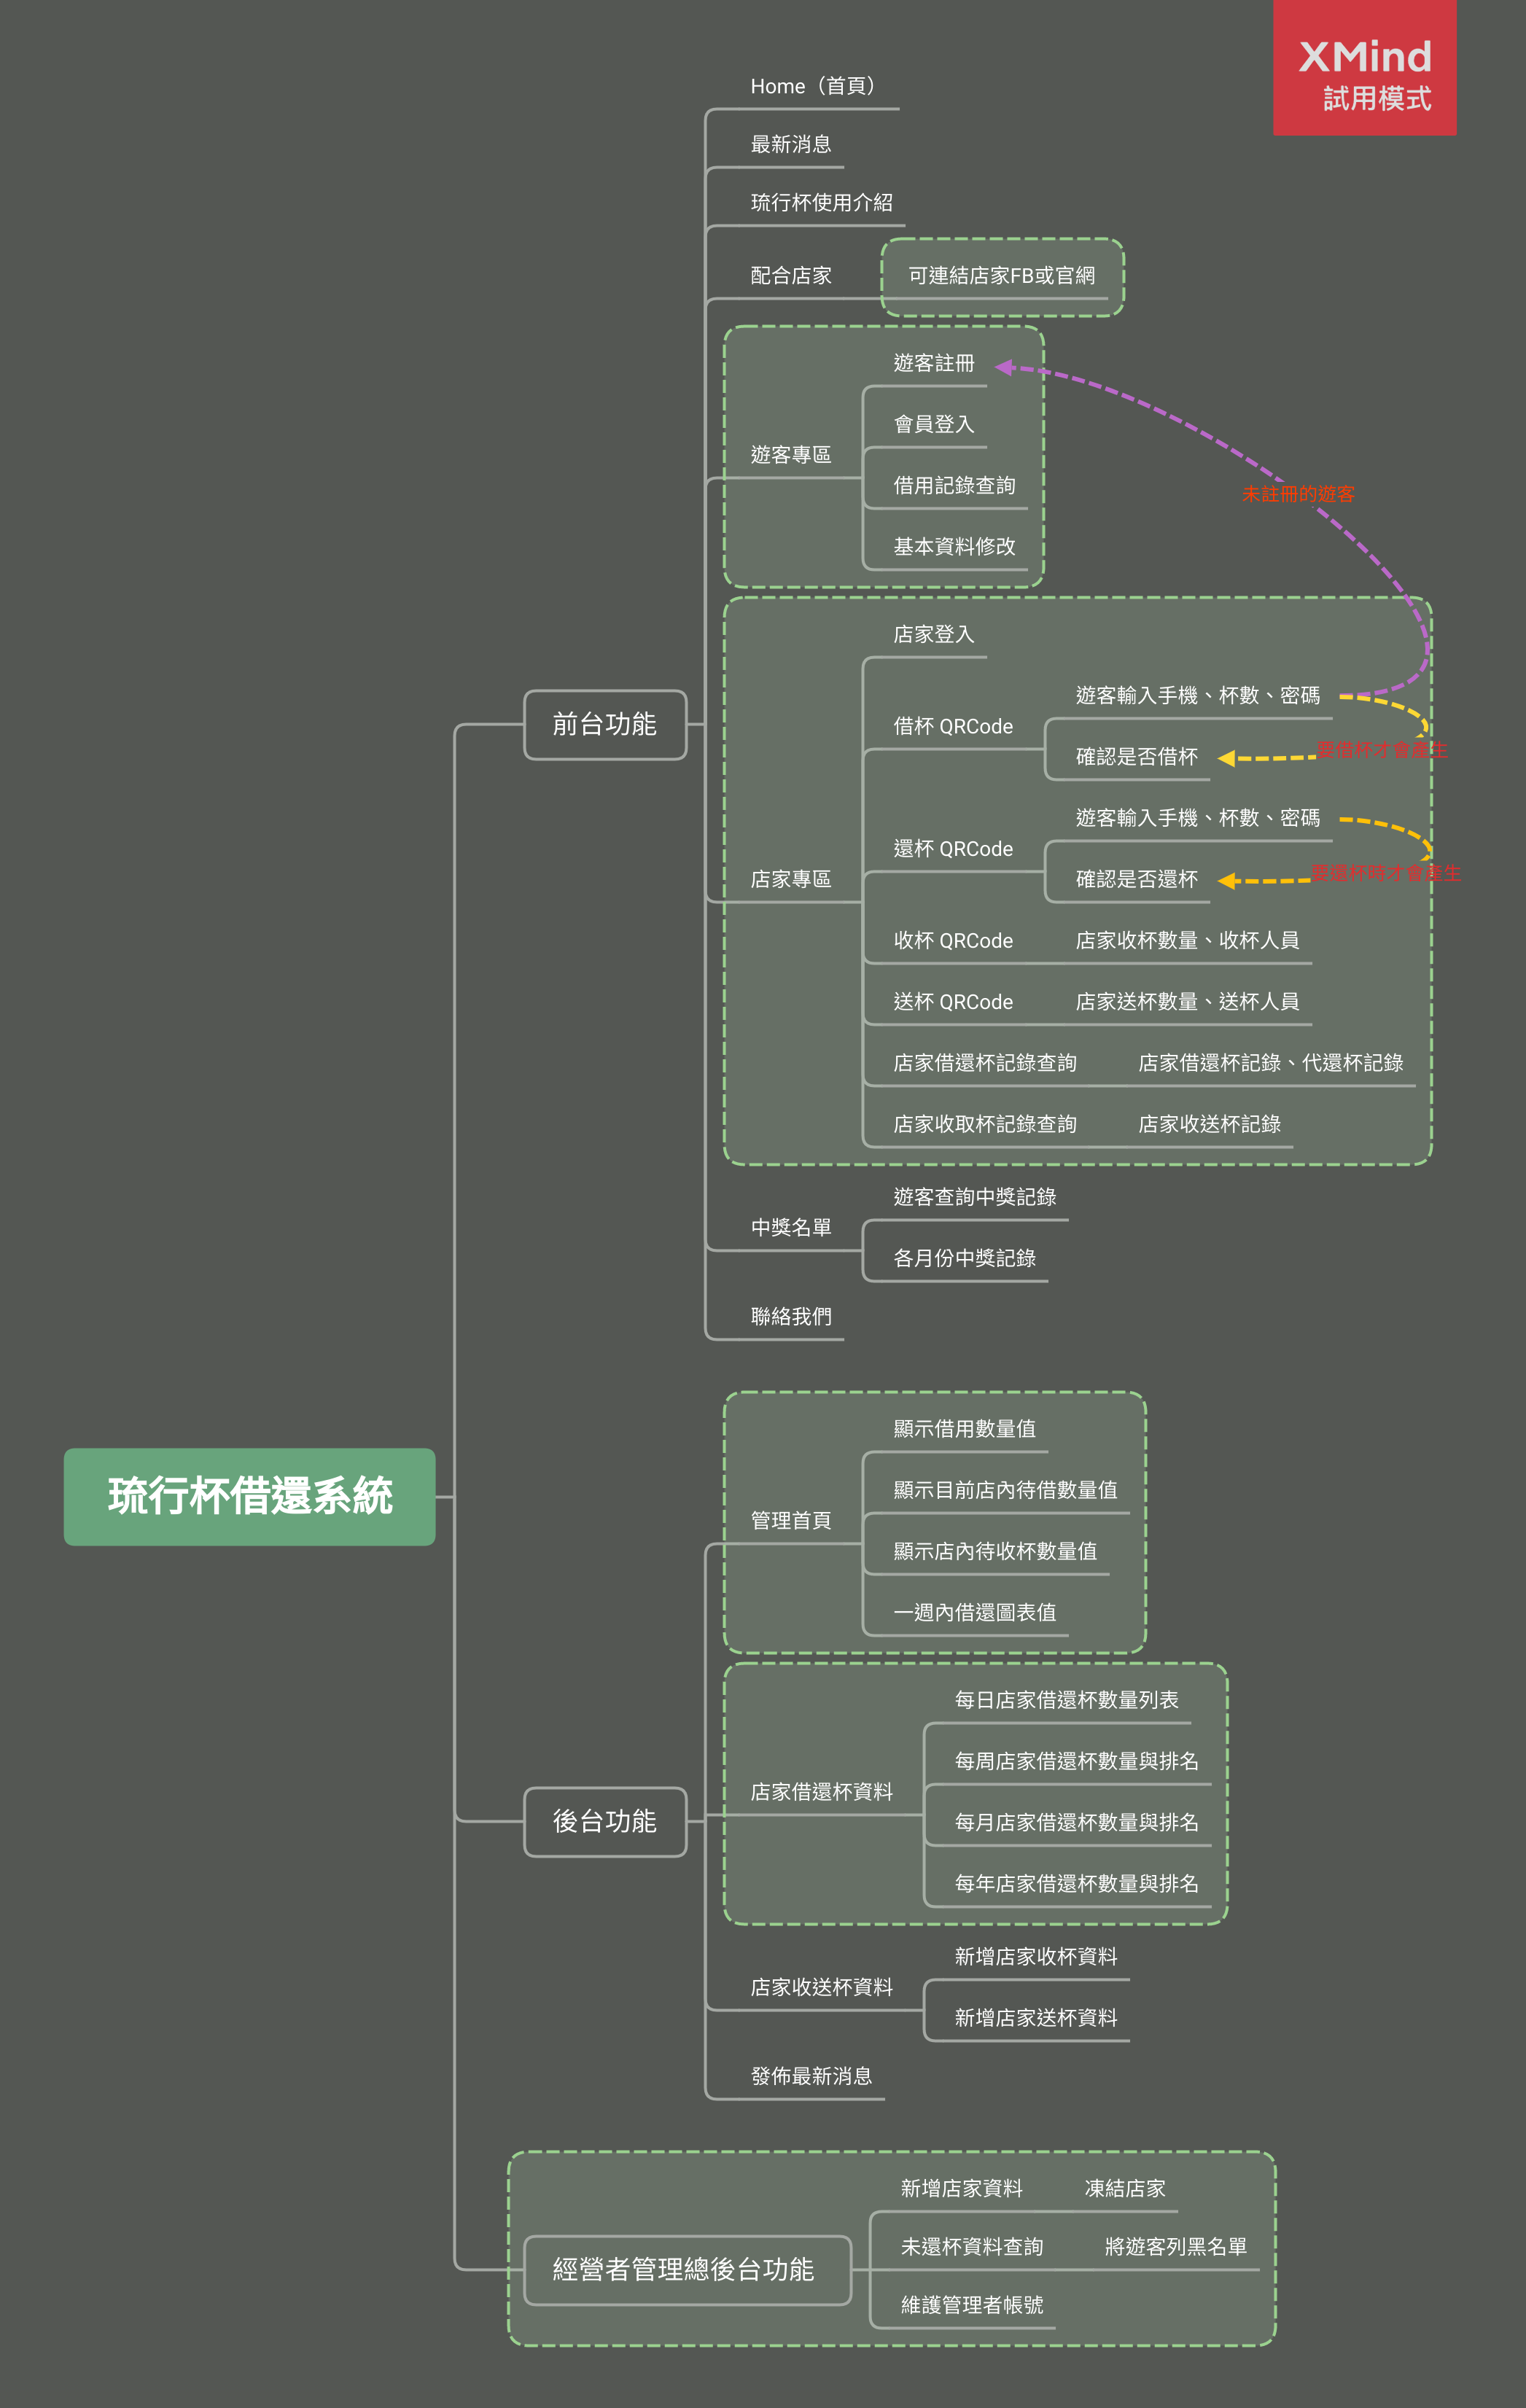 XMind
試用模式
Home（首頁）
最新消息
琉行杯使用介紹
配合店家
可連結店家FB或官網
遊客專區
遊客註冊
會員登入
借用記錄查詢
基本資料修改
未註冊的遊客
前台功能
店家專區
店家登入
借杯 QRCode
遊客輸入手機、杯數、密碼
確認是否借杯
要借杯才會產生
還杯 QRCode
遊客輸入手機、杯數、密碼
確認是否還杯
要還杯時才會產生
收杯 QRCode
店家收杯數量、收杯人員
送杯 QRCode
店家送杯數量、送杯人員
店家借還杯記錄查詢
店家借還杯記錄、代還杯記錄
店家收取杯記錄查詢
店家收送杯記錄
中獎名單
遊客查詢中獎記錄
各月份中獎記錄
聯絡我們
琉行杯借還系統
後台功能
管理首頁
顯示借用數量值
顯示目前店內待借數量值
顯示店內待收杯數量值
一週內借還圖表值
店家借還杯資料
每日店家借還杯數量列表
每周店家借還杯數量與排名
每月店家借還杯數量與排名
每年店家借還杯數量與排名
店家收送杯資料
新增店家收杯資料
新增店家送杯資料
發佈最新消息
經營者管理總後台功能
新增店家資料
凍結店家
未還杯資料查詢
將遊客列黑名單
維護管理者帳號